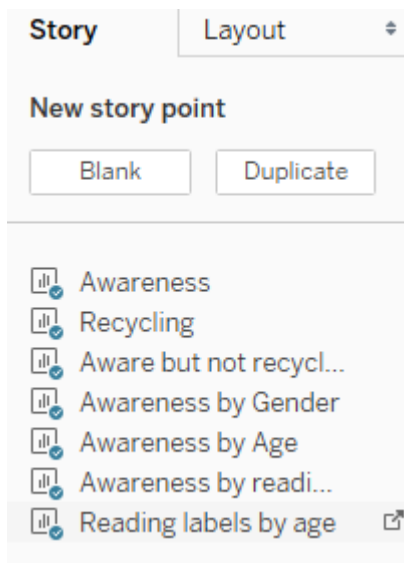 Story Layout
New story point
Blank Duplicate
Awareness
Recycling
Aware but not recycl...
Awareness by Gender
Awareness by Age
Awareness by readi...
Reading labels by age